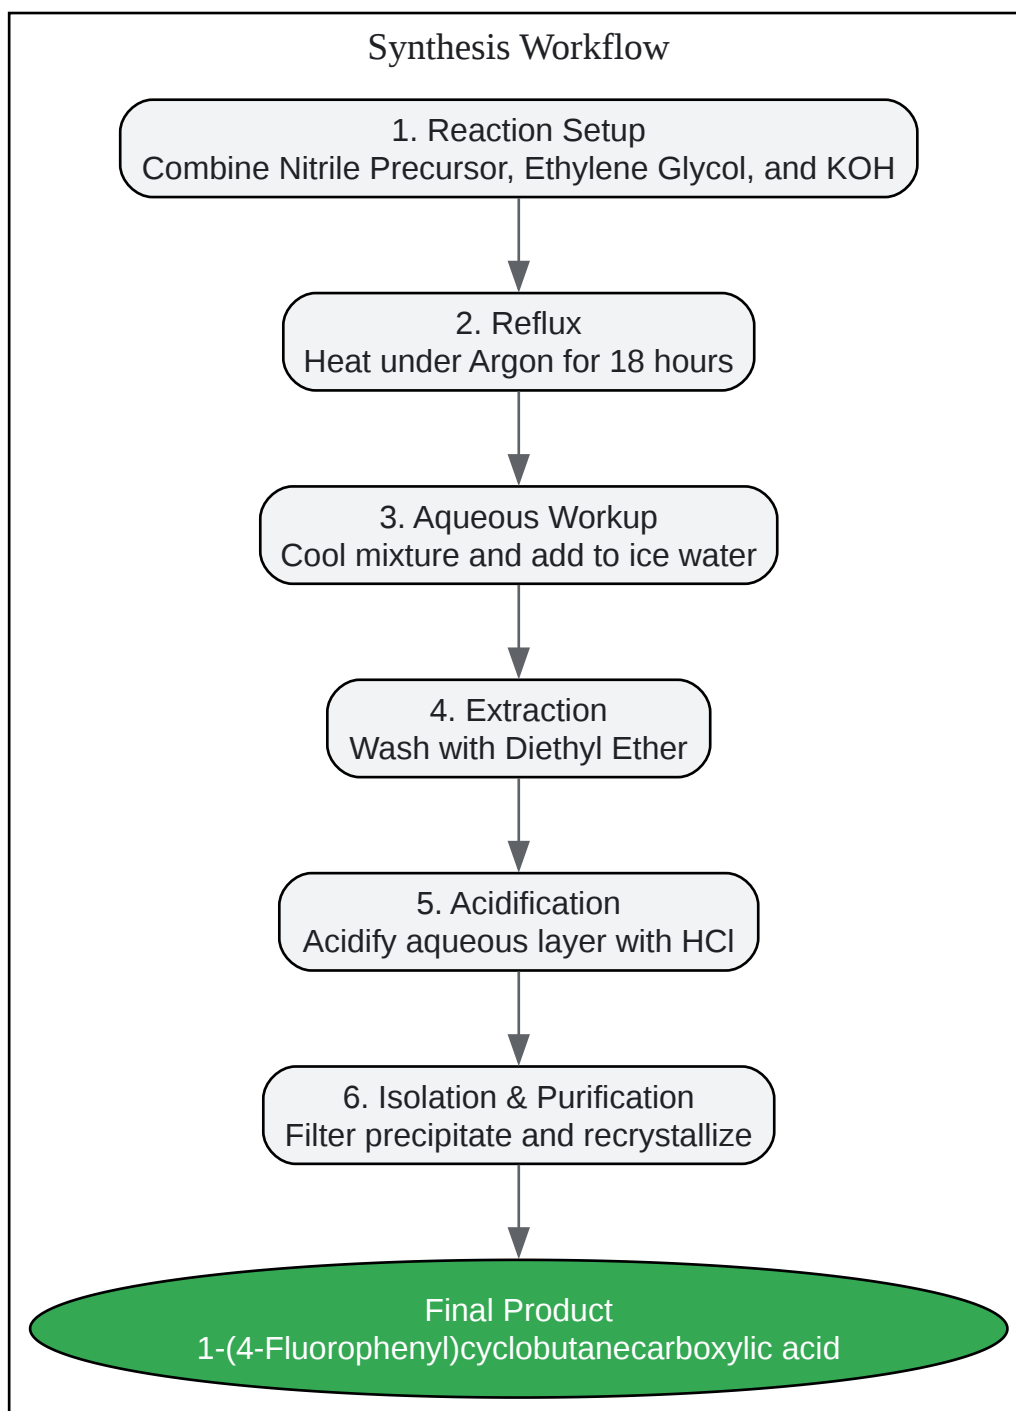 Synthesis Workflow
1. Reaction Setup
Combine Nitrile Precursor, Ethylene Glycol, and KOH
2. Reflux
Heat under Argon for 18 hours
3. Aqueous Workup
Cool mixture and add to ice water
4. Extraction
Wash with Diethyl Ether
5. Acidification
Acidify aqueous layer with HCl
6. Isolation & Purification
Filter precipitate and recrystallize
Final Product
1-(4-Fluorophenyl)cyclobutanecarboxylic acid